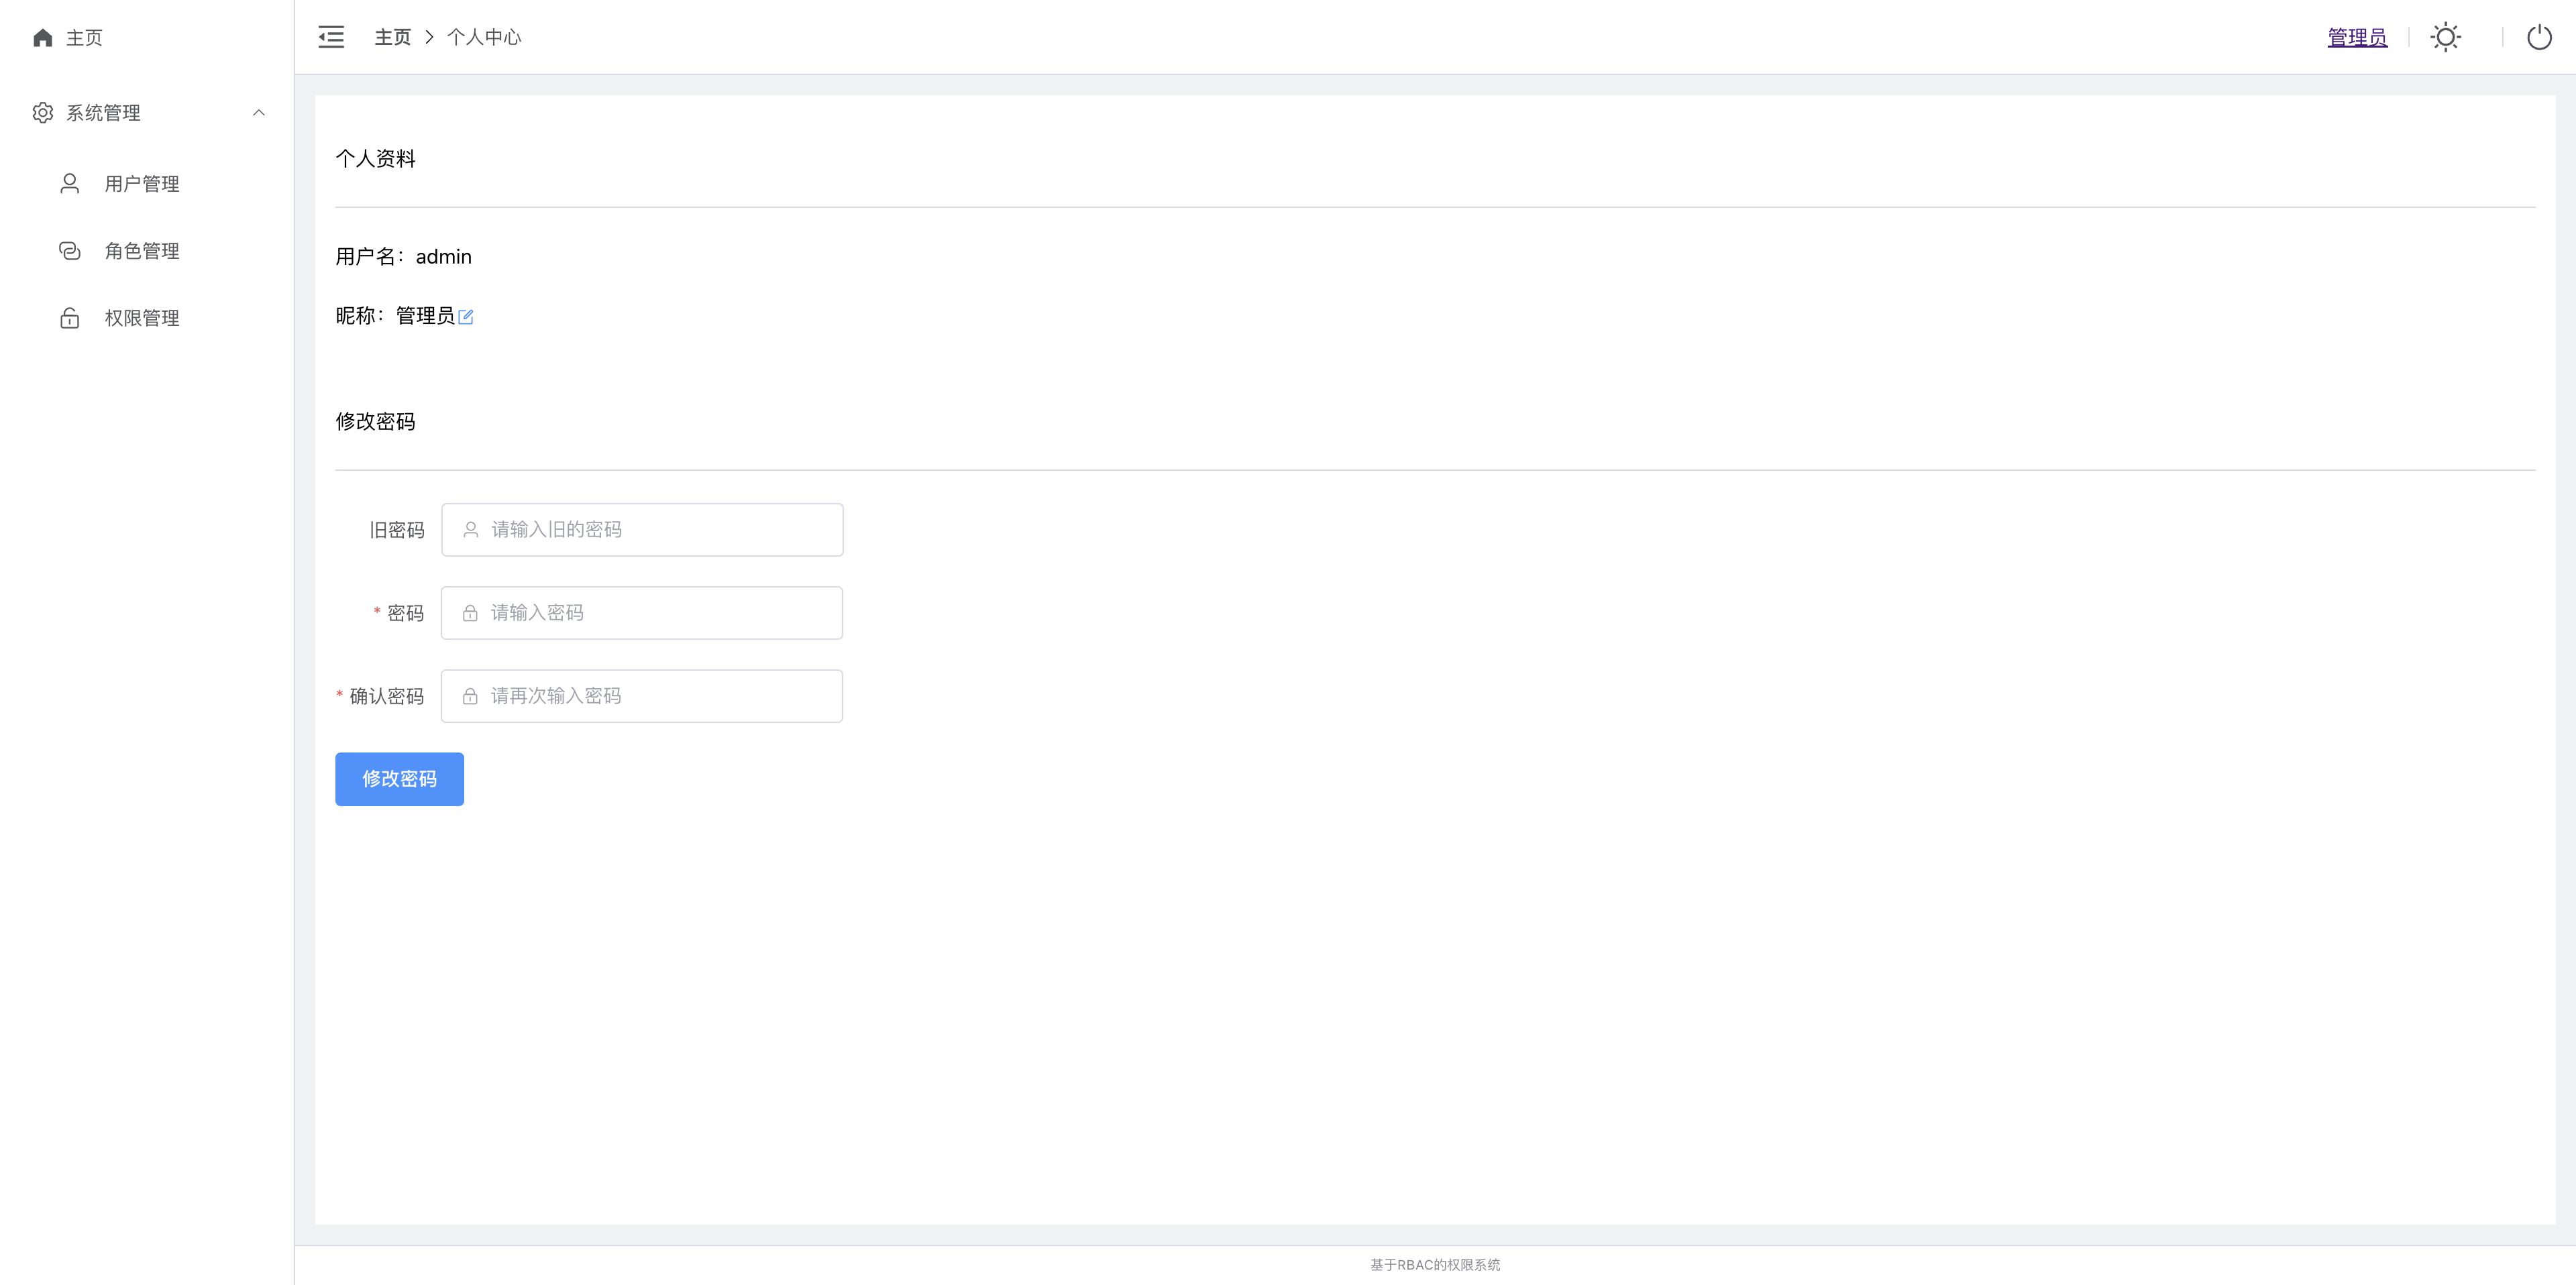 主页
系统管理
用户管理
角色管理
权限管理
主页 个人中心
管理员
个人资料
用户名：admin
昵称：管理员
修改密码
旧密码 请输入旧的密码
* 密码 请输入密码
* 确认密码 请再次输入密码
修改密码
基于RBAC的权限系统